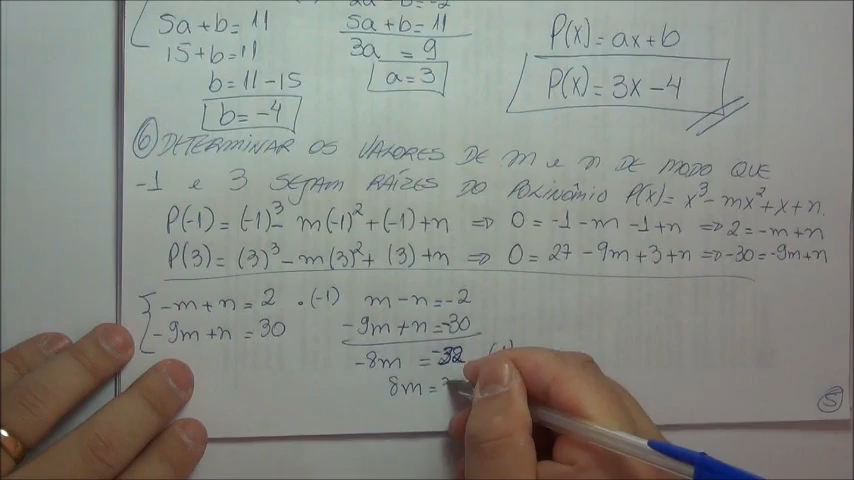 2a - b = -2
5a + b = 11 5a + b = 11 P(x) = ax + b
15 + b = 11 3a = 9
b = 11 - 15 a = 3 P(x) = 3x - 4
b = -4
6 DETERMINAR OS VALORES DE m e n DE MODO QUE
-1 e 3 SEJAM RAÍZES DO POLINÔMIO P(x) = x³ - mx² + x + n.
P(-1) = (-1)³ - m(-1)² + (-1) + n => 0 = -1 - m - 1 + n => 2 = -m + n
P(3) = (3)³ - m(3)² + (3) + n => 0 = 27 - 9m + 3 + n => -30 = -9m + n
-m + n = 2 .(-1) m - n = -2
-9m + n = 30 -9m + n = -30
-8m = -32
8m =
5